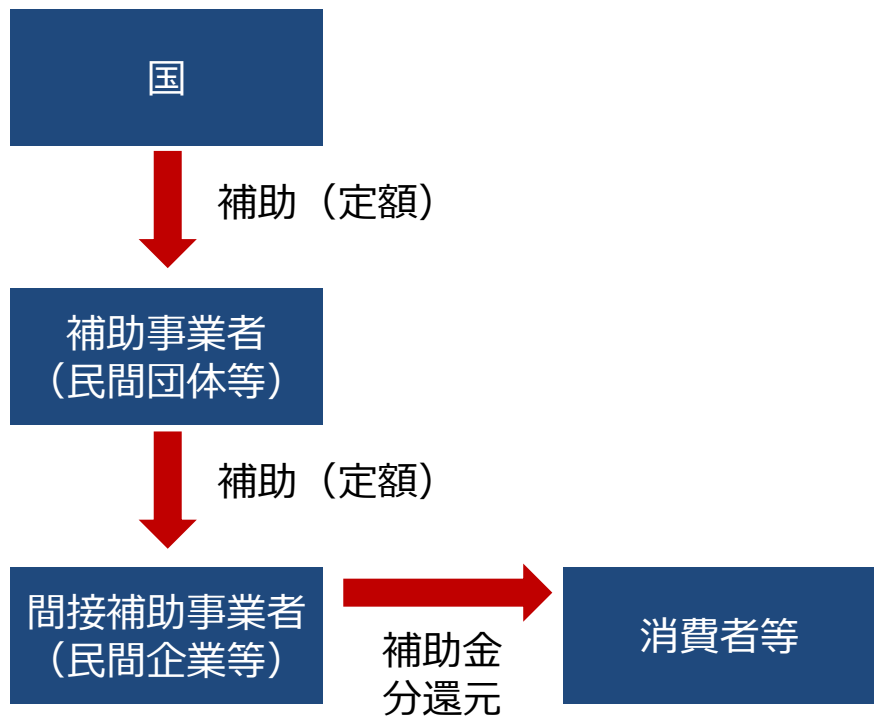 国
補助（定額）
補助事業者
（民間団体等）
補助（定額）
間接補助事業者
（民間企業等）
補助金
分還元
消費者等